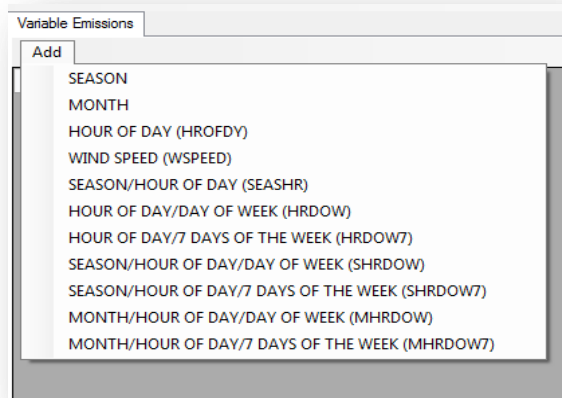 Variable Emissions
Add
SEASON
MONTH
HOUR OF DAY (HROFDY)
WIND SPEED (WSPEED)
SEASON/HOUR OF DAY (SEASHR)
HOUR OF DAY/DAY OF WEEK (HRDOW)
HOUR OF DAY/7 DAYS OF THE WEEK (HRDOW7)
SEASON/HOUR OF DAY/DAY OF WEEK (SHRDOW)
SEASON/HOUR OF DAY/7 DAYS OF THE WEEK (SHRDOW7)
MONTH/HOUR OF DAY/DAY OF WEEK (MHRDOW)
MONTH/HOUR OF DAY/7 DAYS OF THE WEEK (MHRDOW7)